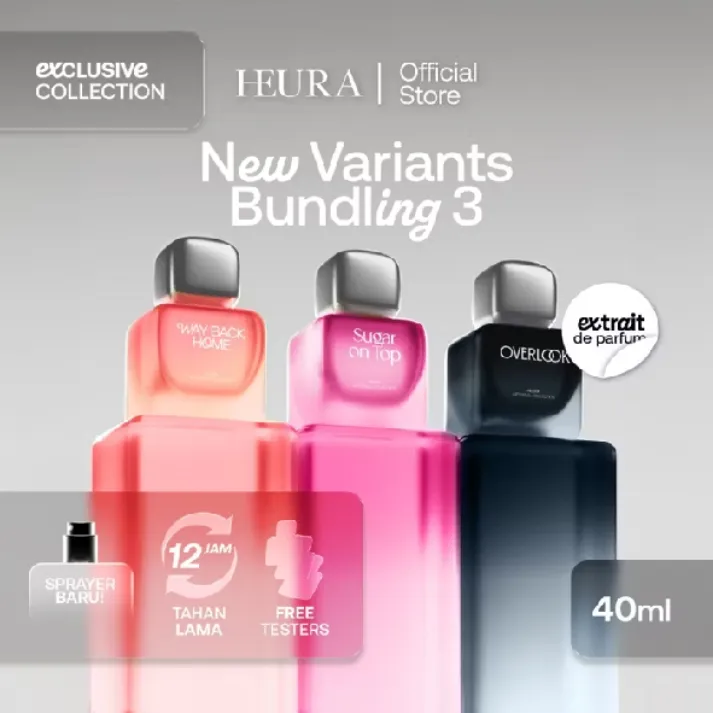 exclusive
COLLECTION
HEURA
Official
Store
New Variants
Bundling 3
WAY BACK
HOME
Sugar
on Top
OVERLOOK
extrait
de parfum
SPRAYER
BARU!
12 JAM
TAHAN
LAMA
FREE
TESTERS
40ml